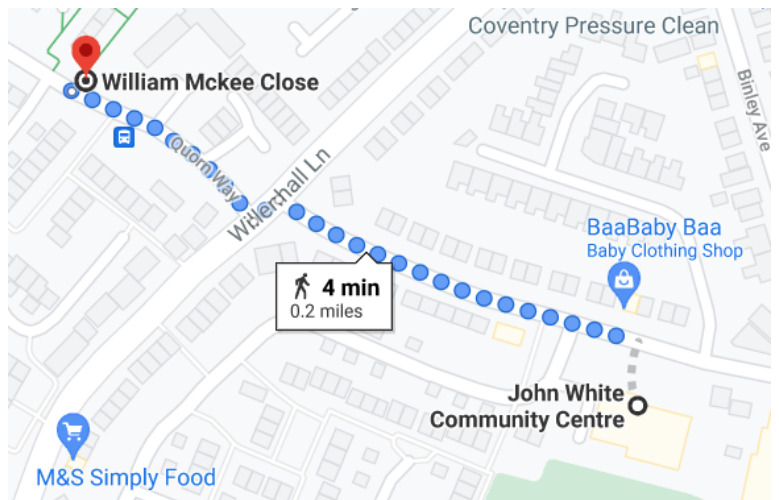 Coventry Pressure Clean
William Mckee Close
Binley Ave
Quorn Way
Willenhall Ln
BaaBaby Baa
Baby Clothing Shop
4 min
0.2 miles
John White
Community Centre
M&S Simply Food